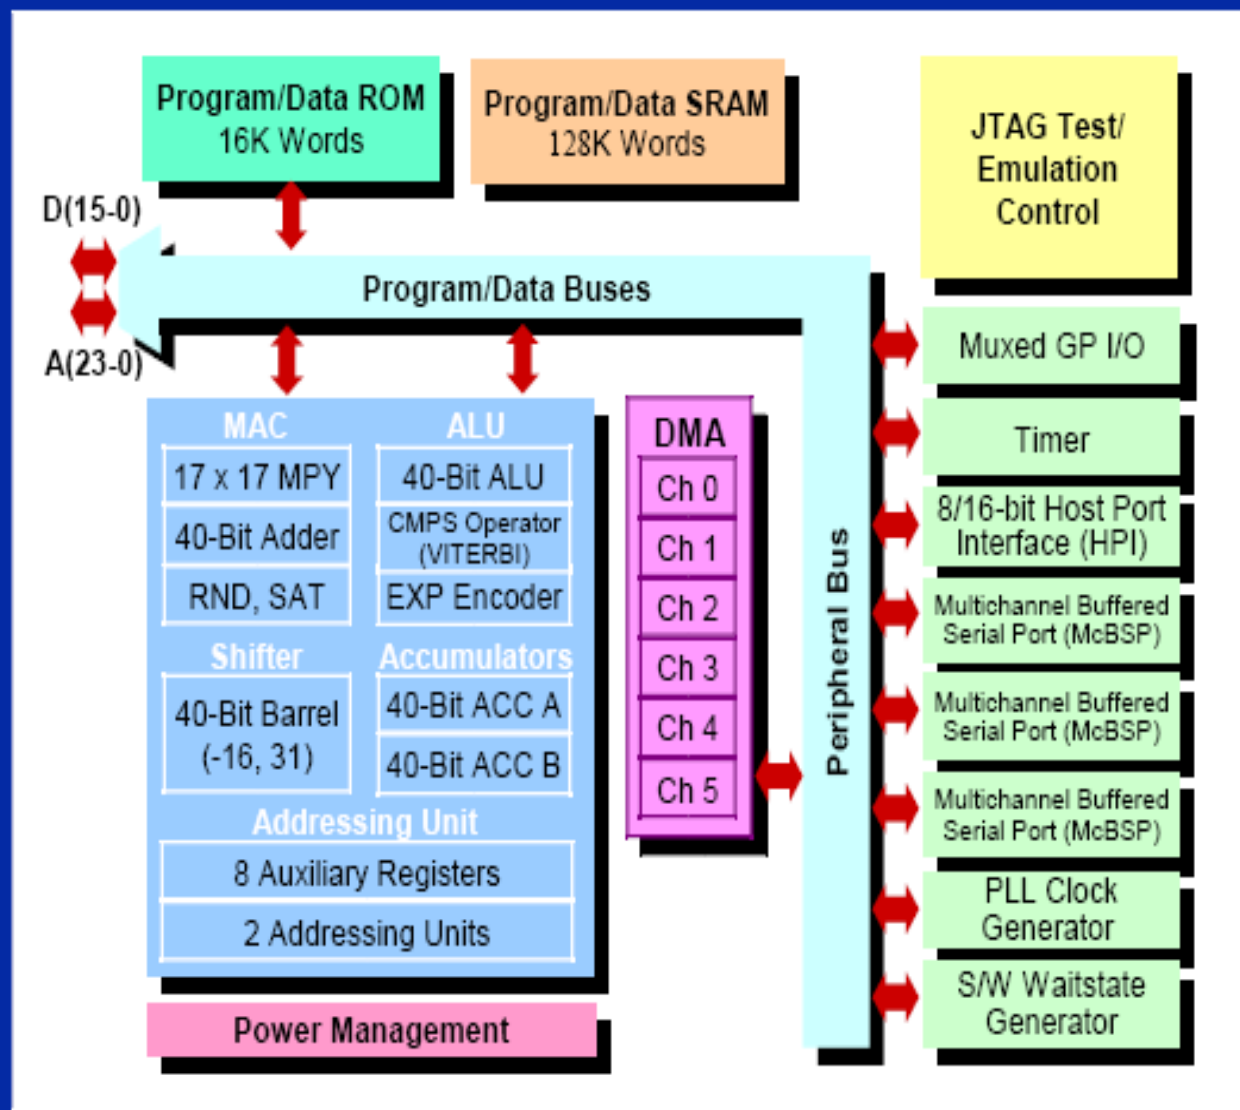 Program/Data ROM
16K Words
Program/Data SRAM
128K Words
JTAG Test/
Emulation
Control
D(15-0)
A(23-0)
Program/Data Buses
MAC
17 x 17 MPY
40-Bit Adder
RND, SAT
ALU
40-Bit ALU
CMPS Operator
(VITERBI)
EXP Encoder
Shifter
40-Bit Barrel
(-16, 31)
Accumulators
40-Bit ACC A
40-Bit ACC B
Addressing Unit
8 Auxiliary Registers
2 Addressing Units
Power Management
DMA
Ch 0
Ch 1
Ch 2
Ch 3
Ch 4
Ch 5
Peripheral Bus
Muxed GP I/O
Timer
8/16-bit Host Port
Interface (HPI)
Multichannel Buffered
Serial Port (McBSP)
Multichannel Buffered
Serial Port (McBSP)
Multichannel Buffered
Serial Port (McBSP)
PLL Clock
Generator
S/W Waitstate
Generator